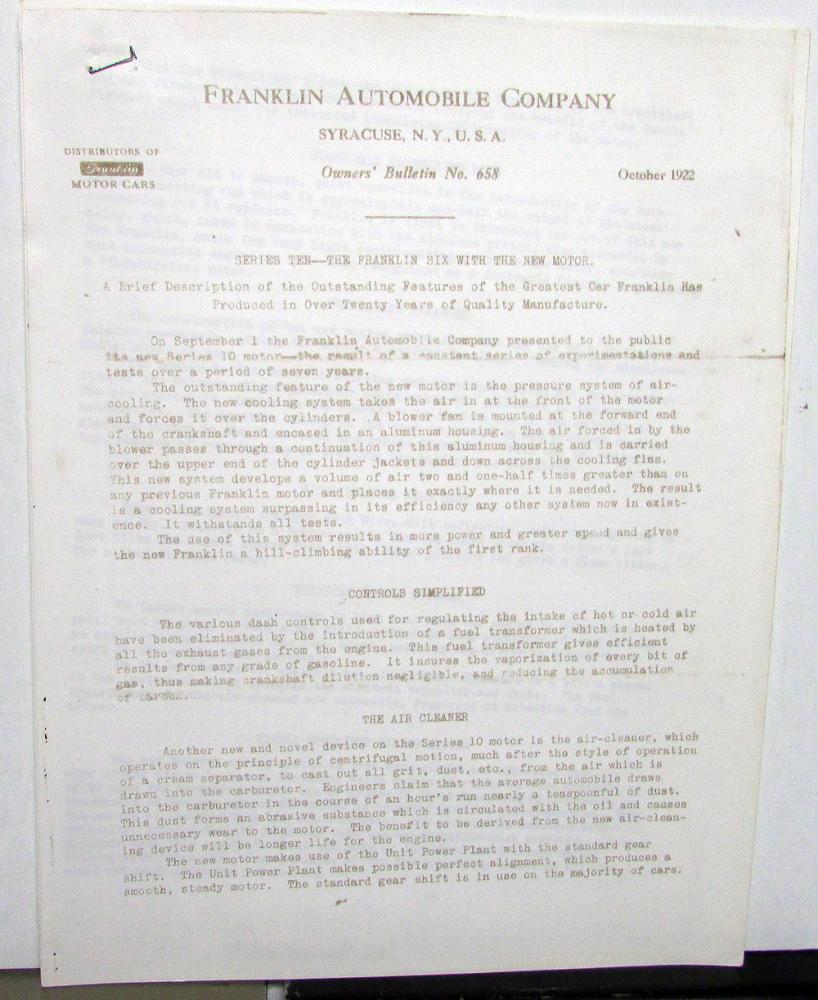 FRANKLIN AUTOMOBILE COMPANY
SYRACUSE, N. Y., U. S. A.
DISTRIBUTORS OF
Franklin
MOTOR CARS
Owners' Bulletin No. 658
October 1922
SERIES TEN—THE FRANKLIN SIX WITH THE NEW MOTOR.
A Brief Description of the Outstanding Features of the Greatest Car Franklin Has
Produced in Over Twenty Years of Quality Manufacture.
On September 1 the Franklin Automobile Company presented to the public
its new Series 10 motor—the result of a constant series of experimentations and
tests over a period of seven years.
The outstanding feature of the new motor is the pressure system of air-
cooling. The new cooling system takes the air in at the front of the motor
and forces it over the cylinders. A blower fan is mounted at the forward end
of the crankshaft and encased in an aluminum housing. The air forced in by the
blower passes through a continuation of this aluminum housing and is carried
over the upper end of the cylinder jackets and down across the cooling fins.
This new system develops a volume of air two and one-half times greater than on
any previous Franklin motor and places it exactly where it is needed. The result
is a cooling system surpassing in its efficiency any other system now in exist-
ence. It withstands all tests.
The use of this system results in more power and greater speed and gives
the new Franklin a hill-climbing ability of the first rank.
CONTROLS SIMPLIFIED
The various dash controls used for regulating the intake of hot or cold air
have been eliminated by the introduction of a fuel transformer which is heated by
all the exhaust gases from the engine. This fuel transformer gives efficient
results from any grade of gasoline. It insures the vaporization of every bit of
gas, thus making crankshaft dilution negligible, and reducing the accumulation
of carbon.
THE AIR CLEANER
Another new and novel device on the Series 10 motor is the air-cleaner, which
operates on the principle of centrifugal motion, much after the style of operation
of a cream separator, to cast out all grit, dust, etc., from the air which is
drawn into the carburetor. Engineers claim that the average automobile draws
into the carburetor in the course of an hour's run nearly a teaspoonful of dust.
This dust forms an abrasive substance which is circulated with the oil and causes
unnecessary wear to the motor. The benefit to be derived from the new air-clean-
ing device will be longer life for the engine.
The new motor makes use of the Unit Power Plant with the standard gear
shift. The Unit Power Plant makes possible perfect alignment, which produces a
smooth, steady motor. The standard gear shift is in use on the majority of cars.